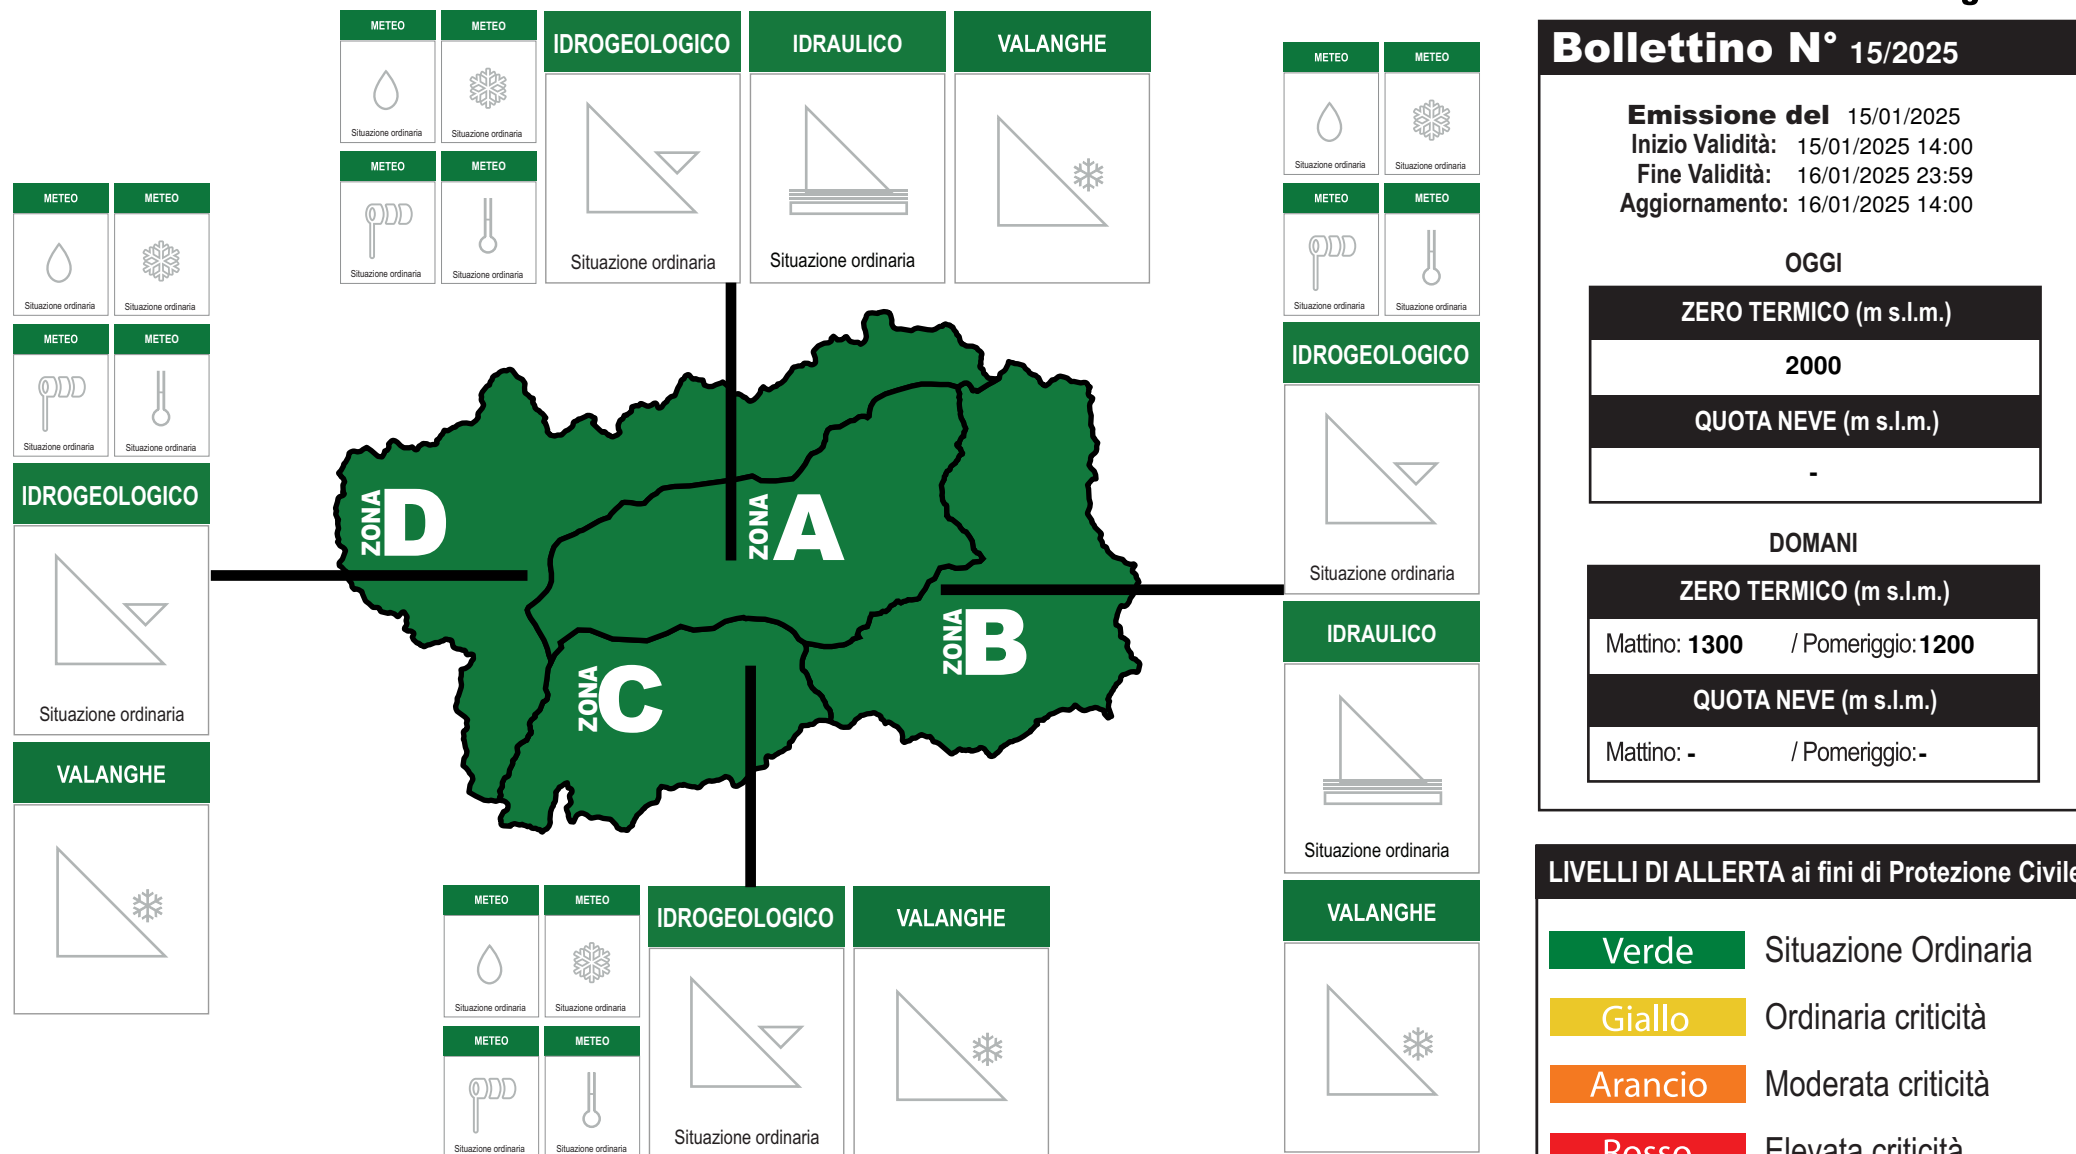 METEO
METEO
Situazione ordinaria
Situazione ordinaria
METEO
METEO
Situazione ordinaria
Situazione ordinaria
IDROGEOLOGICO
Situazione ordinaria
IDRAULICO
Situazione ordinaria
VALANGHE
METEO
METEO
Situazione ordinaria
Situazione ordinaria
METEO
METEO
Situazione ordinaria
Situazione ordinaria
IDROGEOLOGICO
Situazione ordinaria
VALANGHE
ZONA D
ZONA A
ZONA B
ZONA C
METEO
METEO
Situazione ordinaria
Situazione ordinaria
METEO
METEO
Situazione ordinaria
Situazione ordinaria
IDROGEOLOGICO
Situazione ordinaria
VALANGHE
METEO
METEO
Situazione ordinaria
Situazione ordinaria
METEO
METEO
Situazione ordinaria
Situazione ordinaria
IDROGEOLOGICO
Situazione ordinaria
IDRAULICO
Situazione ordinaria
VALANGHE
Bollettino N° 15/2025
Emissione del 15/01/2025
Inizio Validità: 15/01/2025 14:00
Fine Validità: 16/01/2025 23:59
Aggiornamento: 16/01/2025 14:00
OGGI
ZERO TERMICO (m s.l.m.)
2000
QUOTA NEVE (m s.l.m.)
-
DOMANI
ZERO TERMICO (m s.l.m.)
Mattino: 1300 / Pomeriggio: 1200
QUOTA NEVE (m s.l.m.)
Mattino: - / Pomeriggio: -
LIVELLI DI ALLERTA ai fini di Protezione Civile
Verde Situazione Ordinaria
Giallo Ordinaria criticità
Arancio Moderata criticità
Rosso Elevata criticità